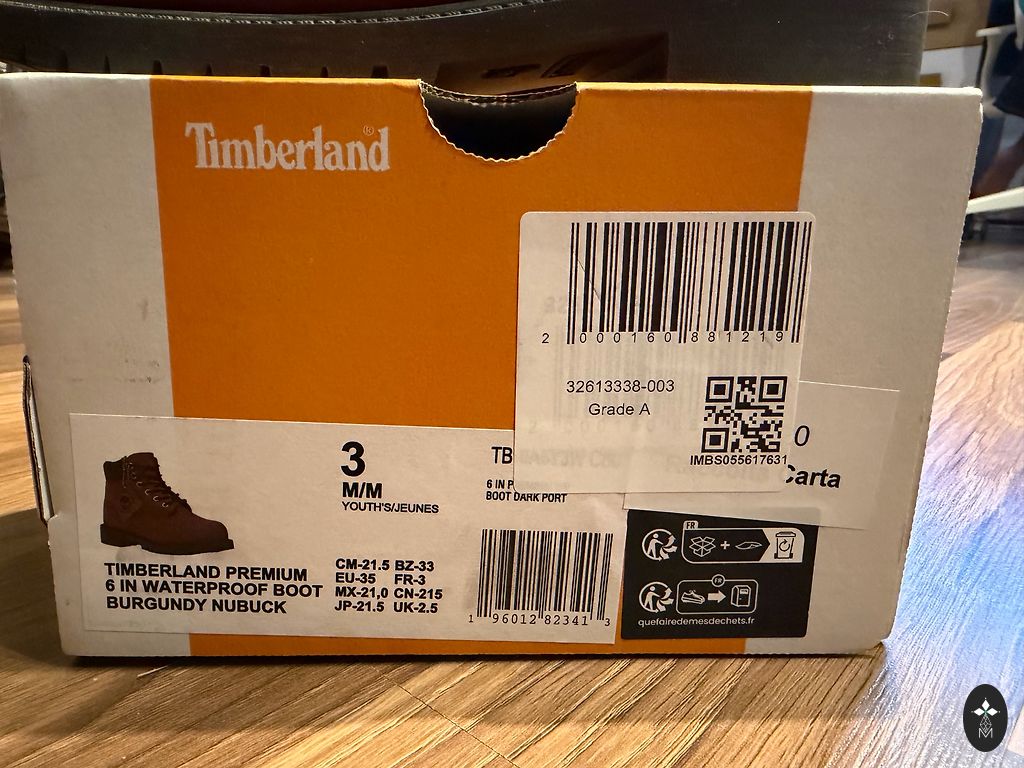 Timberland®
2 000160 881219
32613338-003
Grade A
IMBS055617631
0
Carta
3
M/M
YOUTH'S/JEUNES
TB
6 IN P
BOOT DARK PORT
TIMBERLAND PREMIUM
6 IN WATERPROOF BOOT
BURGUNDY NUBUCK
CM-21.5 BZ-33
EU-35 FR-3
MX-21,0 CN-215
JP-21.5 UK-2.5
1 96012 82341 3
FR
FR
quefairedemesdechets.fr
M